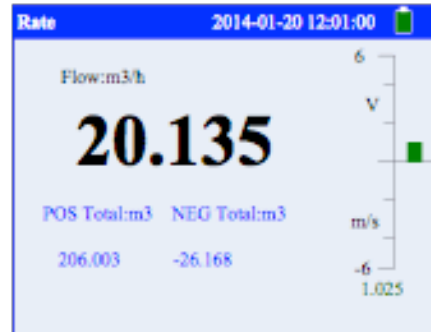 Rate 2014-01-20 12:01:00
Flow:m3/h
20.135
POS Total:m3 NEG Total:m3
206.003 -26.168
6
V
m/s
-6
1.025